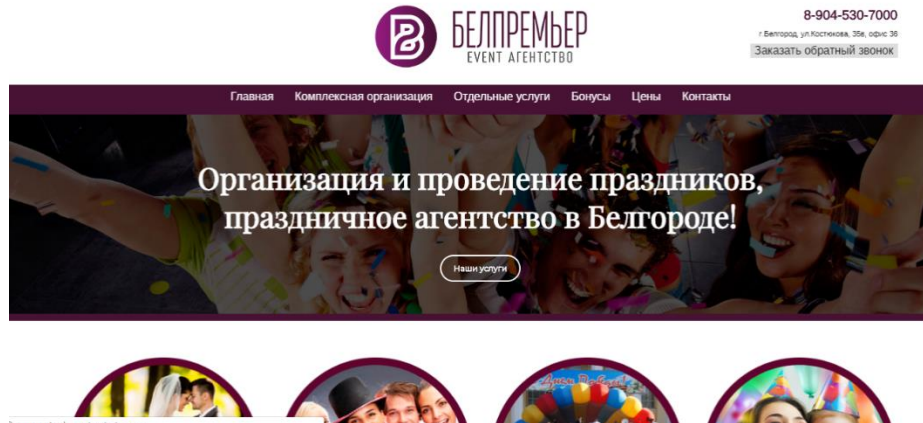 БЕЛПРЕМЬЕР
EVENT АГЕНТСТВО
8-904-530-7000
г.Белгород, ул.Костюкова, 35в, офис 36
Заказать обратный звонок
Главная Комплексная организация Отдельные услуги Бонусы Цены Контакты
Организация и проведение праздников,
праздничное агентство в Белгороде!
Наши услуги